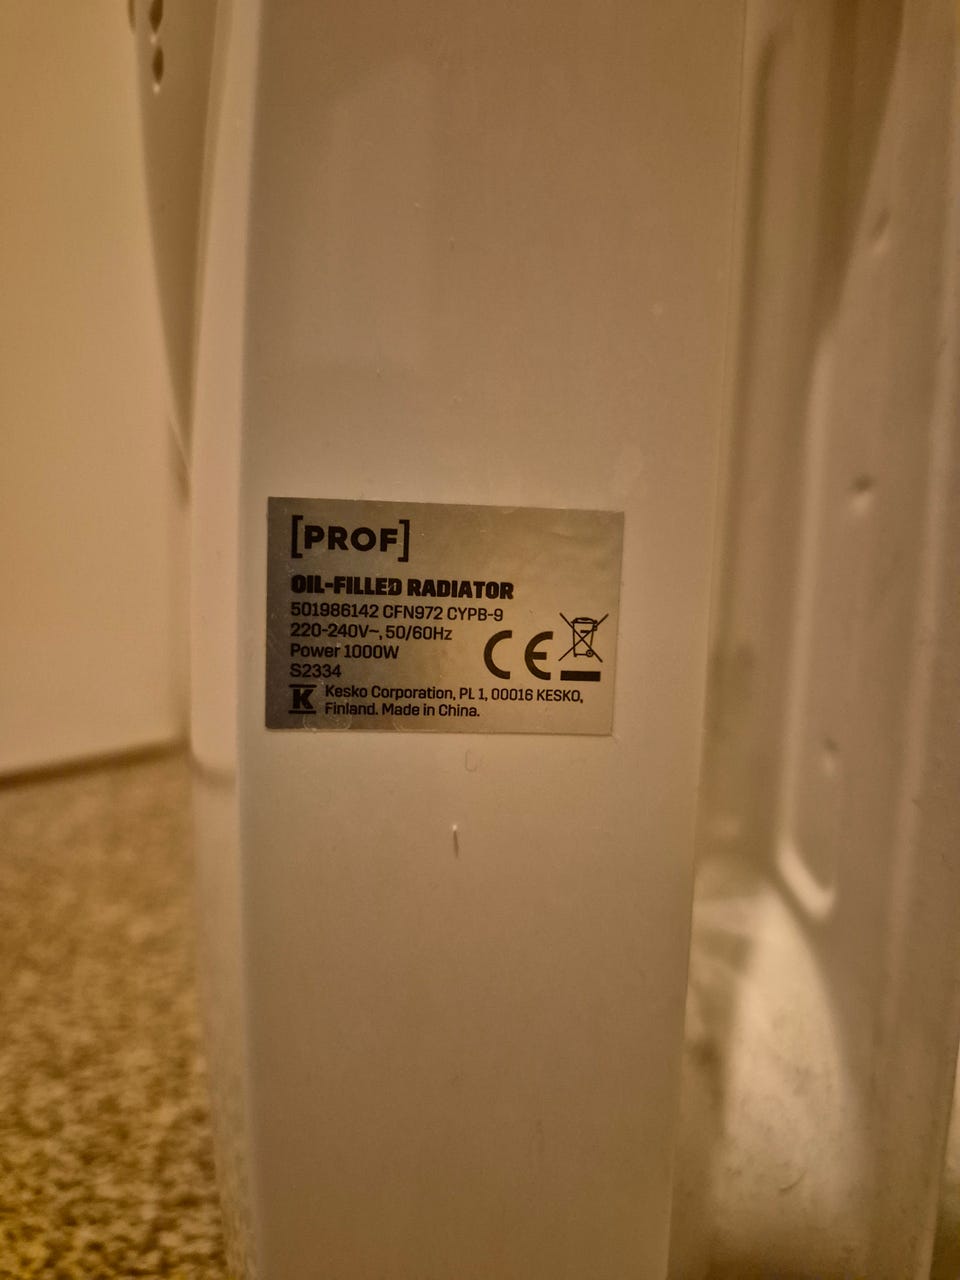 [PROF]
OIL-FILLED RADIATOR
501986142 CFN972 CYPB-9
220-240V~, 50/60Hz
Power 1000W
S2334
CE
K Kesko Corporation, PL 1, 00016 KESKO,
Finland. Made in China.